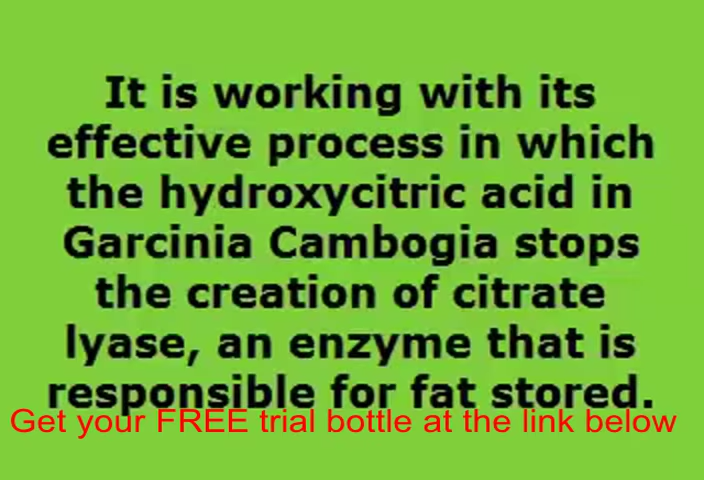 It is working with its
effective process in which
the hydroxycitric acid in
Garcinia Cambogia stops
the creation of citrate
lyase, an enzyme that is
responsible for fat stored.
Get your FREE trial bottle at the link below